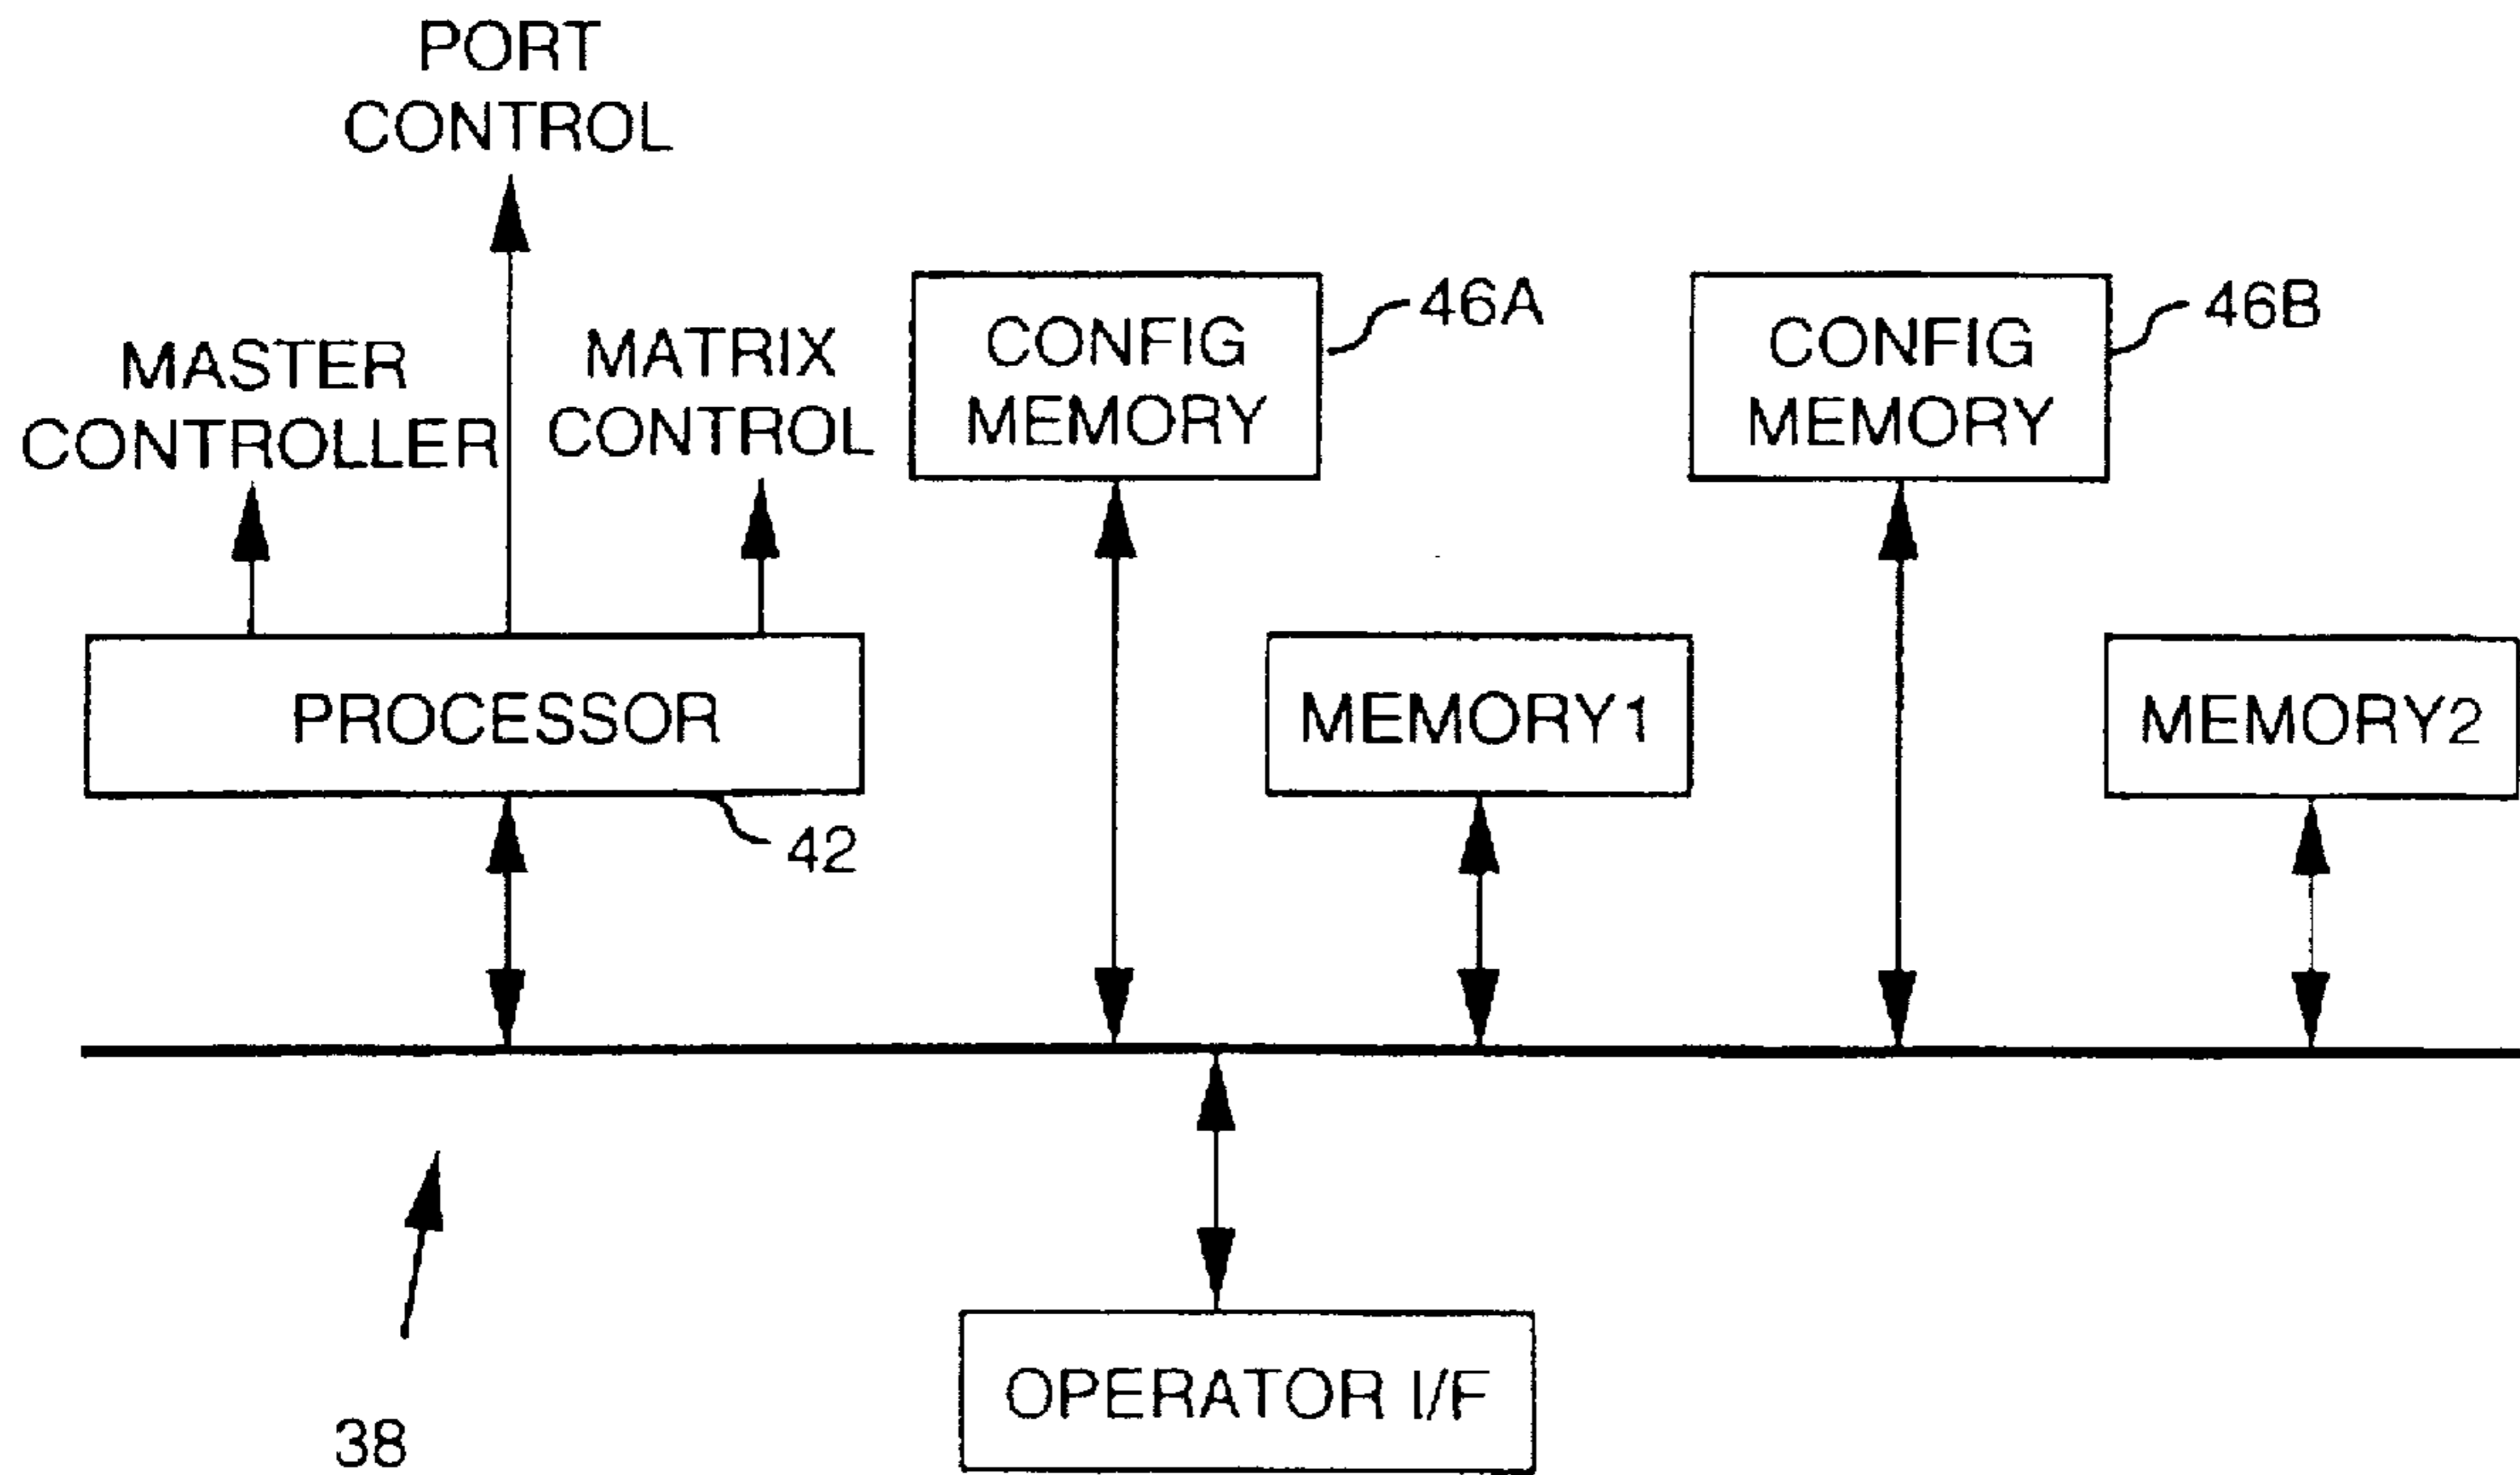 PORT
CONTROL
MASTER
CONTROLLER
MATRIX
CONTROL
CONFIG
MEMORY
46A
CONFIG
MEMORY
46B
PROCESSOR
42
MEMORY1
MEMORY2
38
OPERATOR I/F